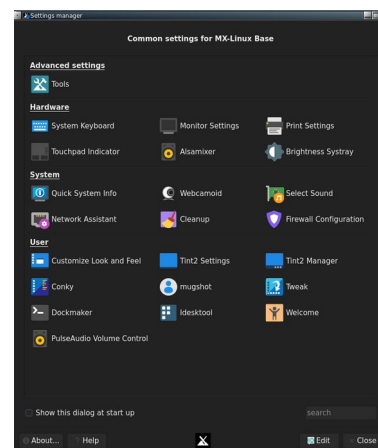 Settings manager
Common settings for MX-Linux Base
Advanced settings
Tools
Hardware
System Keyboard Monitor Settings Print Settings
Touchpad Indicator Alsamixer Brightness Systray
System
Quick System Info Webcamoid Select Sound
Network Assistant Cleanup Firewall Configuration
User
Customize Look and Feel Tint2 Settings Tint2 Manager
Conky mugshot Tweak
Dockmaker Idesktool Welcome
PulseAudio Volume Control
Show this dialog at start up search
About... Help Edit Close